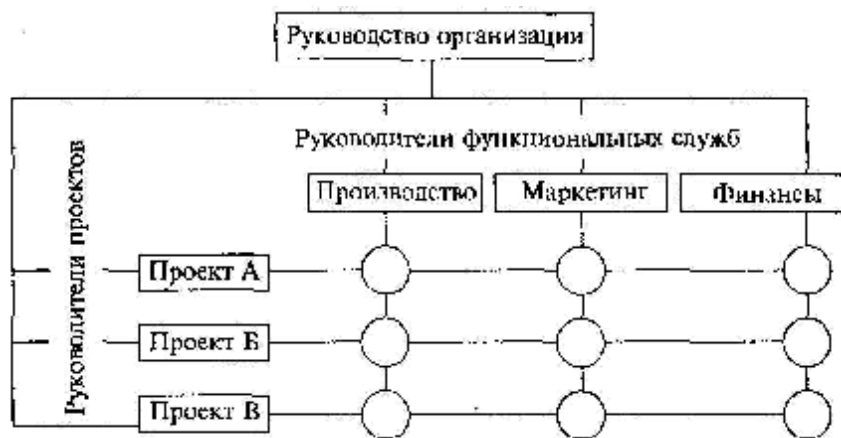 Руководство организации
Руководители функциональных служб
Производство
Маркетинг
Финансы
Руководители проектов
Проект А
Проект Б
Проект В